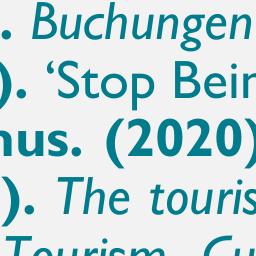 . Buchungen
). ‘Stop Bein
nus. (2020)
). The touris
Tourism. Cu